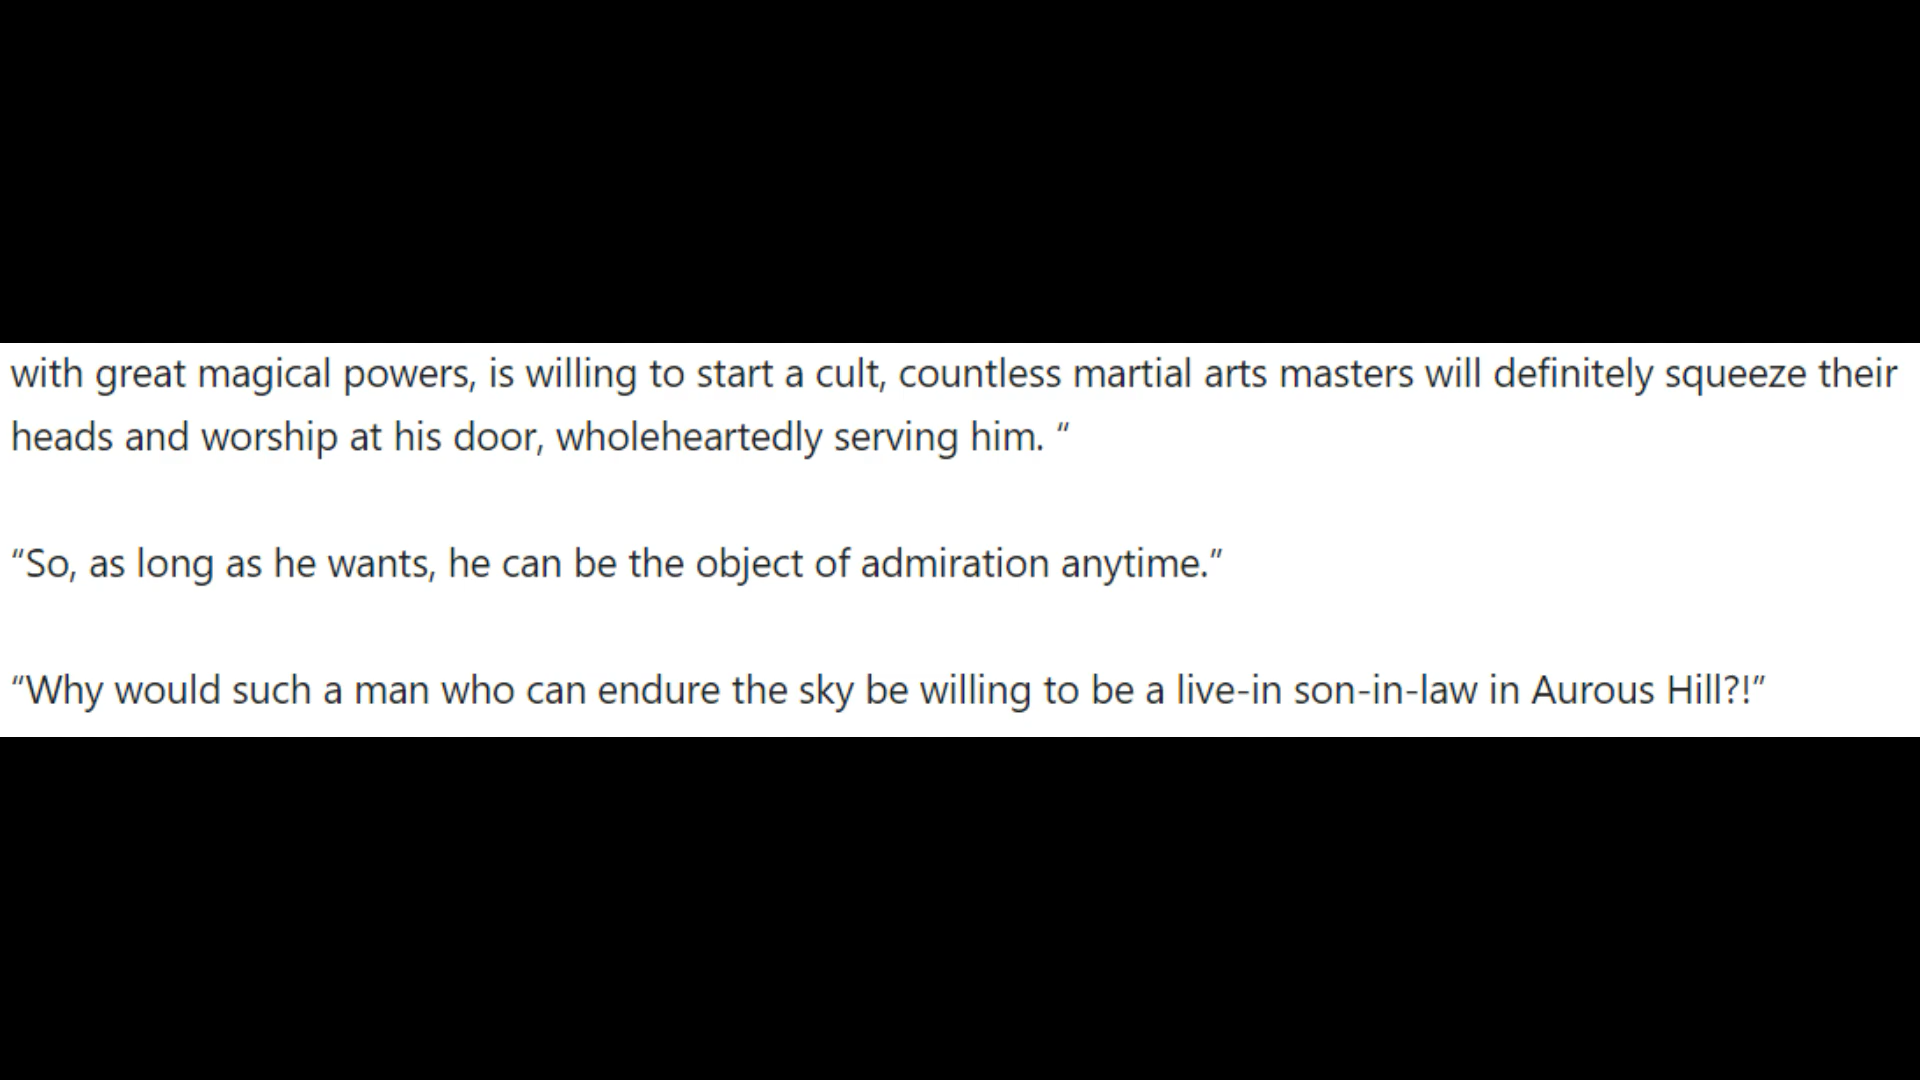 with great magical powers, is willing to start a cult, countless martial arts masters will definitely squeeze their
heads and worship at his door, wholeheartedly serving him. “
“So, as long as he wants, he can be the object of admiration anytime.”
“Why would such a man who can endure the sky be willing to be a live-in son-in-law in Aurous Hill?!”